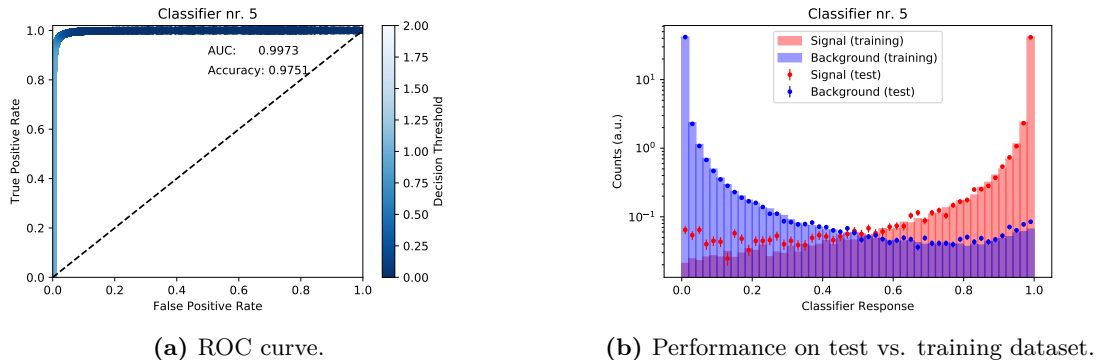 Classifier nr. 5
1.0
0.8
0.6
0.4
0.2
0.0
0.0
0.2
0.4
0.6
0.8
1.0
True Positive Rate
False Positive Rate
AUC: 0.9973
Accuracy: 0.9751
2.00
1.75
1.50
1.25
1.00
0.75
0.50
0.25
0.00
Decision Threshold
(a) ROC curve.
Classifier nr. 5
Signal (training)
Background (training)
Signal (test)
Background (test)
10¹
10⁰
10⁻¹
Counts (a.u.)
0.0
0.2
0.4
0.6
0.8
1.0
Classifier Response
(b) Performance on test vs. training dataset.